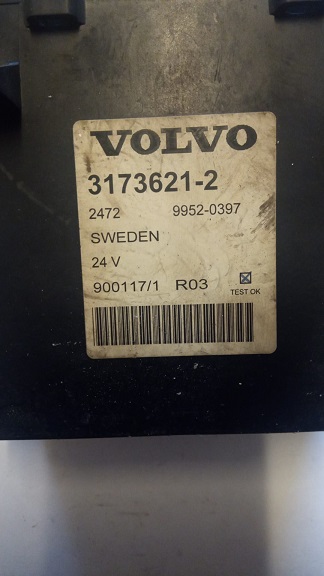 VOLVO
3173621-2
2472 9952-0397
SWEDEN
24 V
900117/1 R03
TEST OK